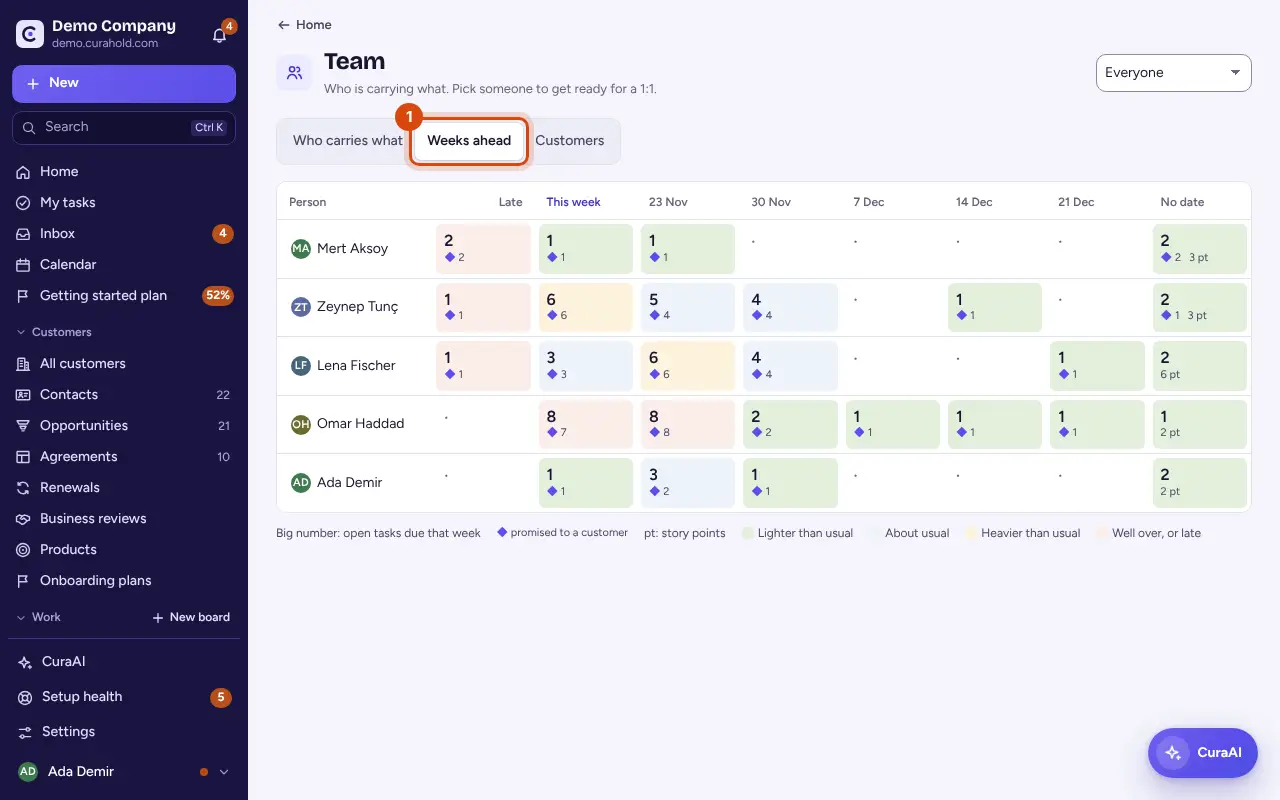 Demo Company
demo.curahold.com
4
New
Search
Ctrl K
Home
My tasks
Inbox
4
Calendar
Getting started plan
52%
Customers
All customers
Contacts
22
Opportunities
21
Agreements
10
Renewals
Business reviews
Products
Onboarding plans
Work
New board
CuraAI
Setup health
5
Settings
AD
Ada Demir
Home
Team
Who is carrying what. Pick someone to get ready for a 1:1.
Everyone
1
Who carries what
Weeks ahead
Customers
Person Late This week 23 Nov 30 Nov 7 Dec 14 Dec 21 Dec No date
MA Mert Aksoy
2 1 1 · · · · 2
2 1 1 2 3 pt
ZT Zeynep Tunç
1 6 5 4 · 1 · 2
1 6 4 4 1 1 3 pt
LF Lena Fischer
1 3 6 4 · · 1 2
1 3 6 4 1 6 pt
OH Omar Haddad
· 8 8 2 1 1 1 1
7 8 2 1 1 1 2 pt
AD Ada Demir
· 1 3 1 · · · 2
1 2 1 2 pt
Big number: open tasks due that week promised to a customer pt: story points Lighter than usual About usual Heavier than usual Well over, or late
CuraAI